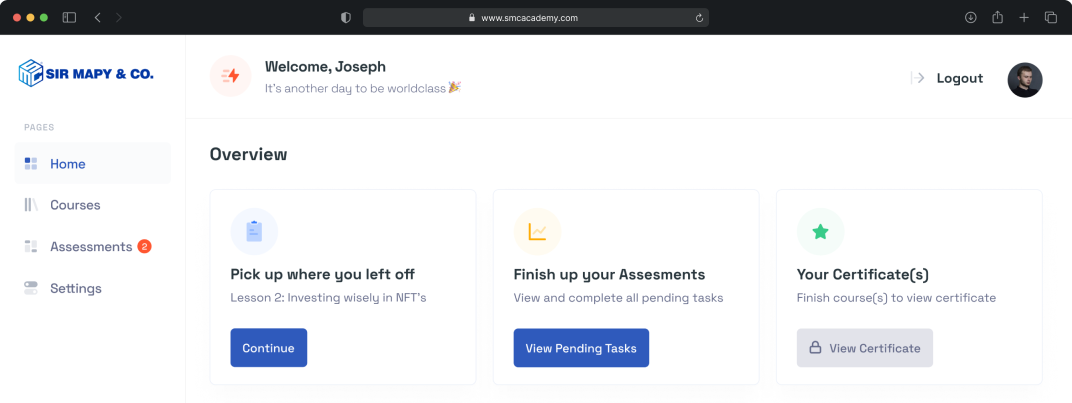 www.smcacademy.com
SIR MAPY & CO.
Welcome, Joseph
It's another day to be worldclass🎉
Logout
PAGES
Home
Courses
Assessments 2
Settings
Overview
Pick up where you left off
Lesson 2: Investing wisely in NFT's
Continue
Finish up your Assesments
View and complete all pending tasks
View Pending Tasks
Your Certificate(s)
Finish course(s) to view certificate
View Certificate